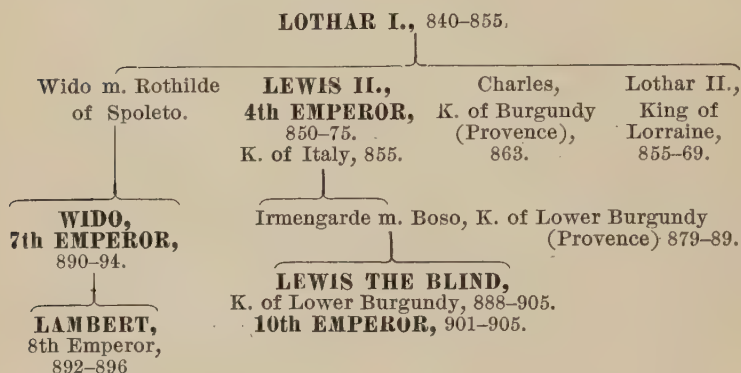 LOTHAR I., 840–855.
Wido m. Rothilde
of Spoleto.
LEWIS II.,
4th EMPEROR,
850–75.
K. of Italy, 855.
Charles,
K. of Burgundy
(Provence),
863.
Lothar II.,
King of
Lorraine,
855–69.
WIDO,
7th EMPEROR,
890–94.
Irmengarde m. Boso, K. of Lower Burgundy
(Provence) 879–89.
LAMBERT,
8th Emperor,
892–896
LEWIS THE BLIND,
K. of Lower Burgundy, 888–905.
10th EMPEROR, 901–905.